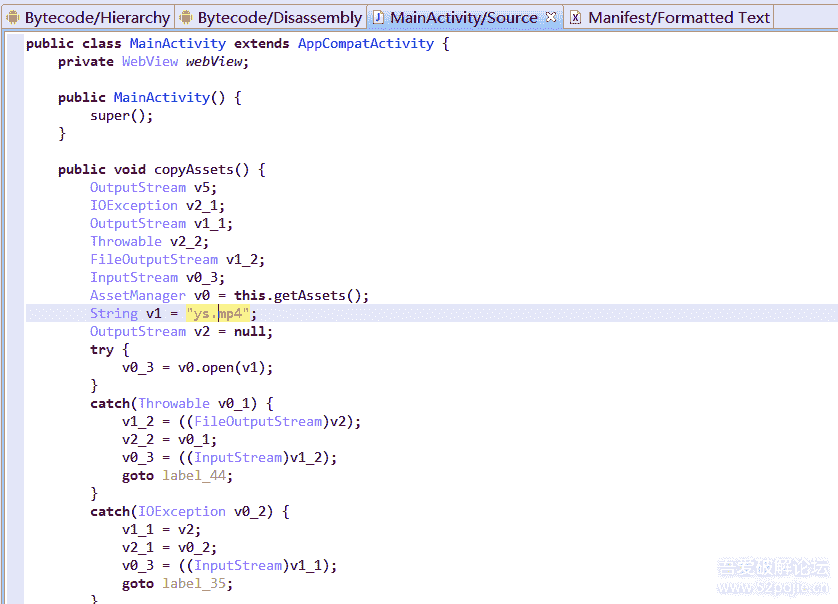 Bytecode/Hierarchy Bytecode/Disassembly MainActivity/Source Manifest/Formatted Text
public class MainActivity extends AppCompatActivity {
    private WebView webView;

    public MainActivity() {
        super();
    }

    public void copyAssets() {
        OutputStream v5;
        IOException v2_1;
        OutputStream v1_1;
        Throwable v2_2;
        FileOutputStream v1_2;
        InputStream v0_3;
        AssetManager v0 = this.getAssets();
        String v1 = "ys.mp4";
        OutputStream v2 = null;
        try {
            v0_3 = v0.open(v1);
        }
        catch(Throwable v0_1) {
            v1_2 = ((FileOutputStream)v2);
            v2_2 = v0_1;
            v0_3 = ((InputStream)v1_2);
            goto label_44;
        }
        catch(IOException v0_2) {
            v1_1 = v2;
            v2_1 = v0_2;
            v0_3 = ((InputStream)v1_1);
            goto label_35;
        }
吾爱破解论坛
www.52pojie.cn